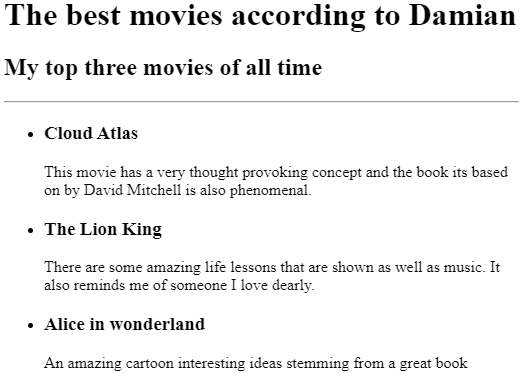 The best movies according to Damian
My top three movies of all time
Cloud Atlas
This movie has a very thought provoking concept and the book its based
on by David Mitchell is also phenomenal.
The Lion King
There are some amazing life lessons that are shown as well as music. It
also reminds me of someone I love dearly.
Alice in wonderland
An amazing cartoon interesting ideas stemming from a great book